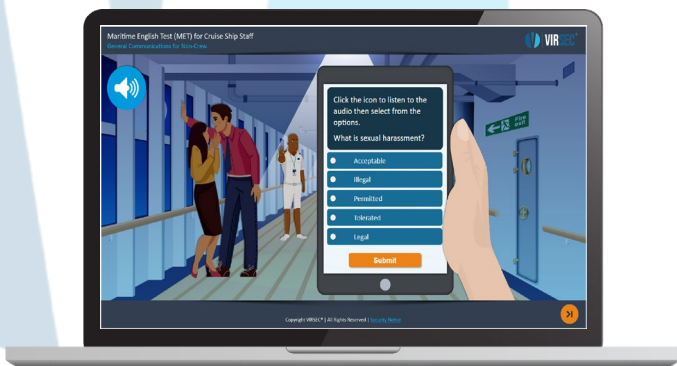 Maritime English Test (MET) for Cruise Ship Staff
General Communications for Non-Crew
VIRSEC
Click the icon to listen to the
audio then select from the
options.
What is sexual harassment?
Acceptable
Illegal
Permitted
Tolerated
Legal
Submit
Copyright VIRSEC® | All Rights Reserved | Security Notice